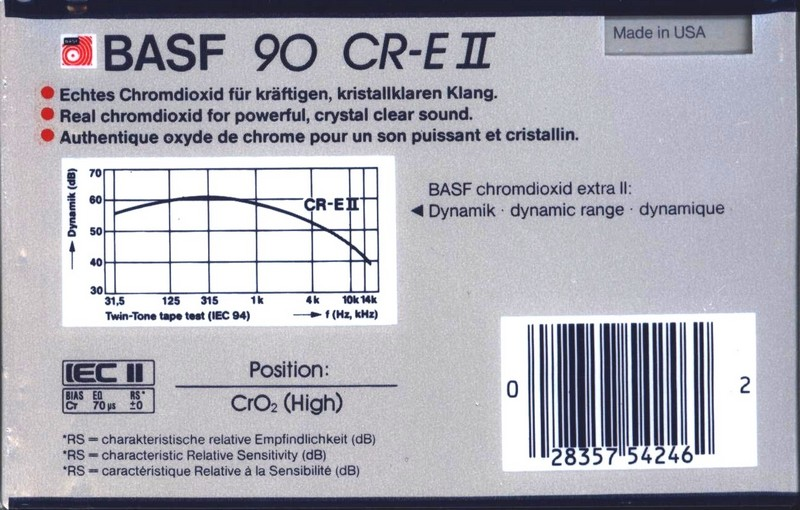 BASF 90 CR-E II
Made in USA
Echtes Chromdioxid für kräftigen, kristallklaren Klang.
Real chromdioxid for powerful, crystal clear sound.
Authentique oxyde de chrome pour un son puissant et cristallin.
Dynamik (dB)
70
60
50
40
30
CR-E II
31,5 125 315 1k 4k 10k 14k
Twin-Tone tape test (IEC 94) f (Hz, kHz)
BASF chromdioxid extra II:
◄ Dynamik · dynamic range · dynamique
IEC II
BIAS EQ RS*
Cr 70 µs ±0
Position:
CrO₂ (High)
*RS = charakteristische relative Empfindlichkeit (dB)
*RS = characteristic Relative Sensitivity (dB)
*RS = caractéristique Relative à la Sensibilité (dB)
0 28357 54246 2